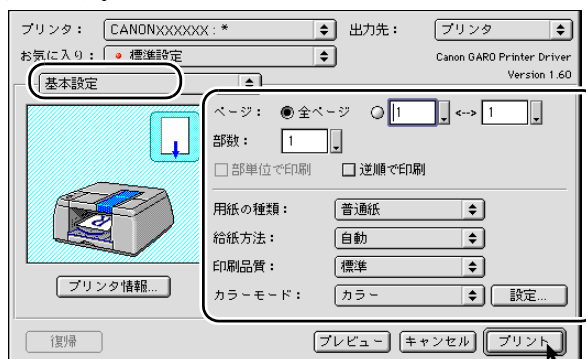 プリンタ： CANONXXXXXX : * 出力先： プリンタ
お気に入り： 標準設定 Canon GARO Printer Driver
Version 1.60
基本設定
ページ： 全ページ 1 <--> 1
部数： 1
部単位で印刷 逆順で印刷
用紙の種類： 普通紙
給紙方法： 自動
印刷品質： 標準
カラーモード： カラー 設定...
プリンタ情報...
復帰 プレビュー キャンセル プリント